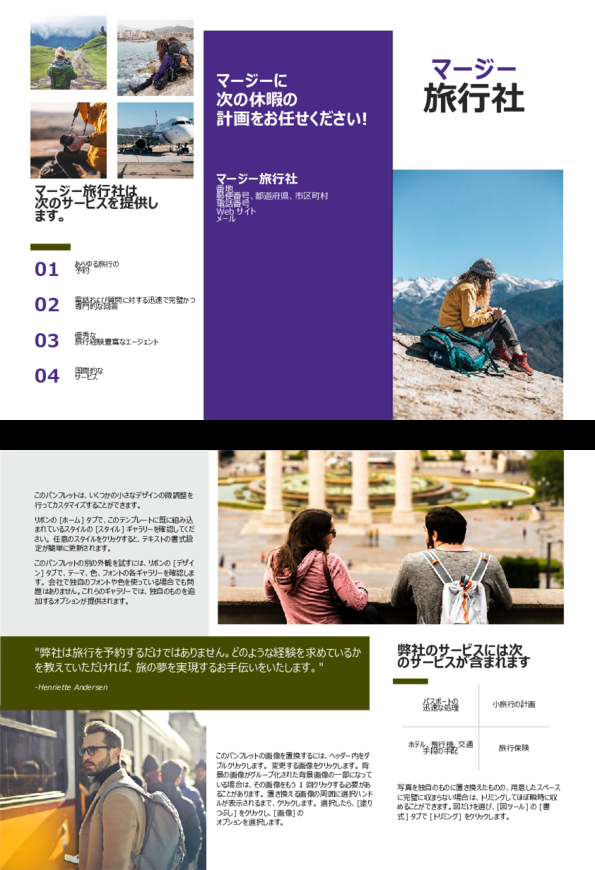 マージー旅行社は
次のサービスを提供し
ます。
01
あらゆる旅行の
予約
02
電話および質問に対する迅速で完璧かつ
専門的な回答
03
優秀な
旅行経験豊富なエージェント
04
国際的な
サービス
マージーに
次の休暇の
計画をお任せください!
マージー旅行社
番地
郵便番号、都道府県、市区町村
電話番号
Web サイト
メール
マージー
旅行社
このパンフレットは、いくつかの小さなデザインの微調整を
行ってカスタマイズすることができます。
リボンの [ホーム] タブで、このテンプレートに既に組み込
まれているスタイルの [スタイル] ギャラリーを確認してくだ
さい。 任意のスタイルをクリックすると、テキストの書式設
定が簡単に更新されます。
このパンフレットの別の外観を試すには、リボンの [デザイ
ン] タブで、テーマ、色、フォントの各ギャラリーを確認しま
す。 会社で独自のフォントや色を使っている場合でも問
題はありません。これらのギャラリーでは、独自のものを追
加するオプションが提供されます。
"弊社は旅行を予約するだけではありません。どのような経験を求めているか
を教えていただければ、旅の夢を実現するお手伝いをいたします。"
-Henriette Andersen
このパンフレットの画像を置換するには、ヘッダー内をダ
ブルクリックします。 変更する画像をクリックします。 背
景の画像がグループ化された背景画像の一部になって
いる場合は、その画像をもう 1 回クリックする必要があ
ることがあります。 置き換える画像の周囲に選択ハンド
ルが表示されるまで、クリックします。 選択したら、[塗り
つぶし] をクリックし、[画像] の
オプションを選択します。
弊社のサービスには次
のサービスが含まれます
パスポートの
迅速な処理
小旅行の計画
ホテル、飛行機、交通
手段の手配
旅行保険
写真を独自のものに置き換えたものの、用意したスペース
に完璧に収まらない場合は、トリミングしてほぼ瞬時に収
めることができます。図だけを選び、[図ツール] の [書
式] タブで [トリミング] をクリックします。